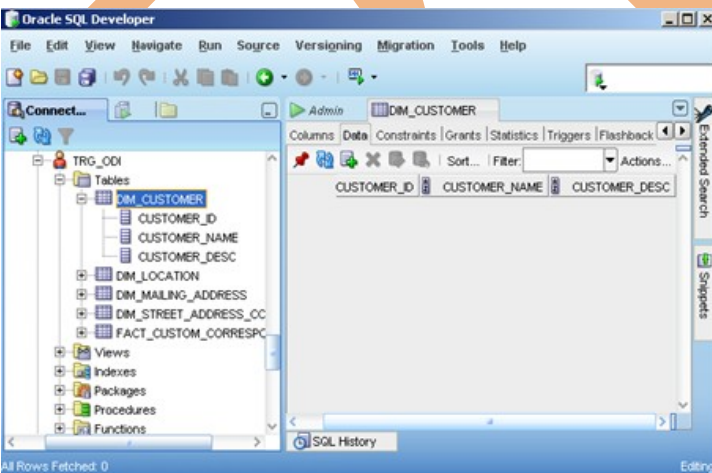 Oracle SQL Developer
File Edit View Navigate Run Source Versioning Migration Tools Help
Connect...
Admin DIM_CUSTOMER
Columns Data Constraints Grants Statistics Triggers Flashback
Sort... Filter: Actions...
TRG_ODI
Tables
DIM_CUSTOMER
CUSTOMER_ID
CUSTOMER_NAME
CUSTOMER_DESC
DIM_LOCATION
DIM_MAILING_ADDRESS
DIM_STREET_ADDRESS_CO
FACT_CUSTOM_CORRESPO
Views
Indexes
Packages
Procedures
Functions
CUSTOMER_ID CUSTOMER_NAME CUSTOMER_DESC
Extended Search
Snippets
SQL History
All Rows Fetched: 0
Editing